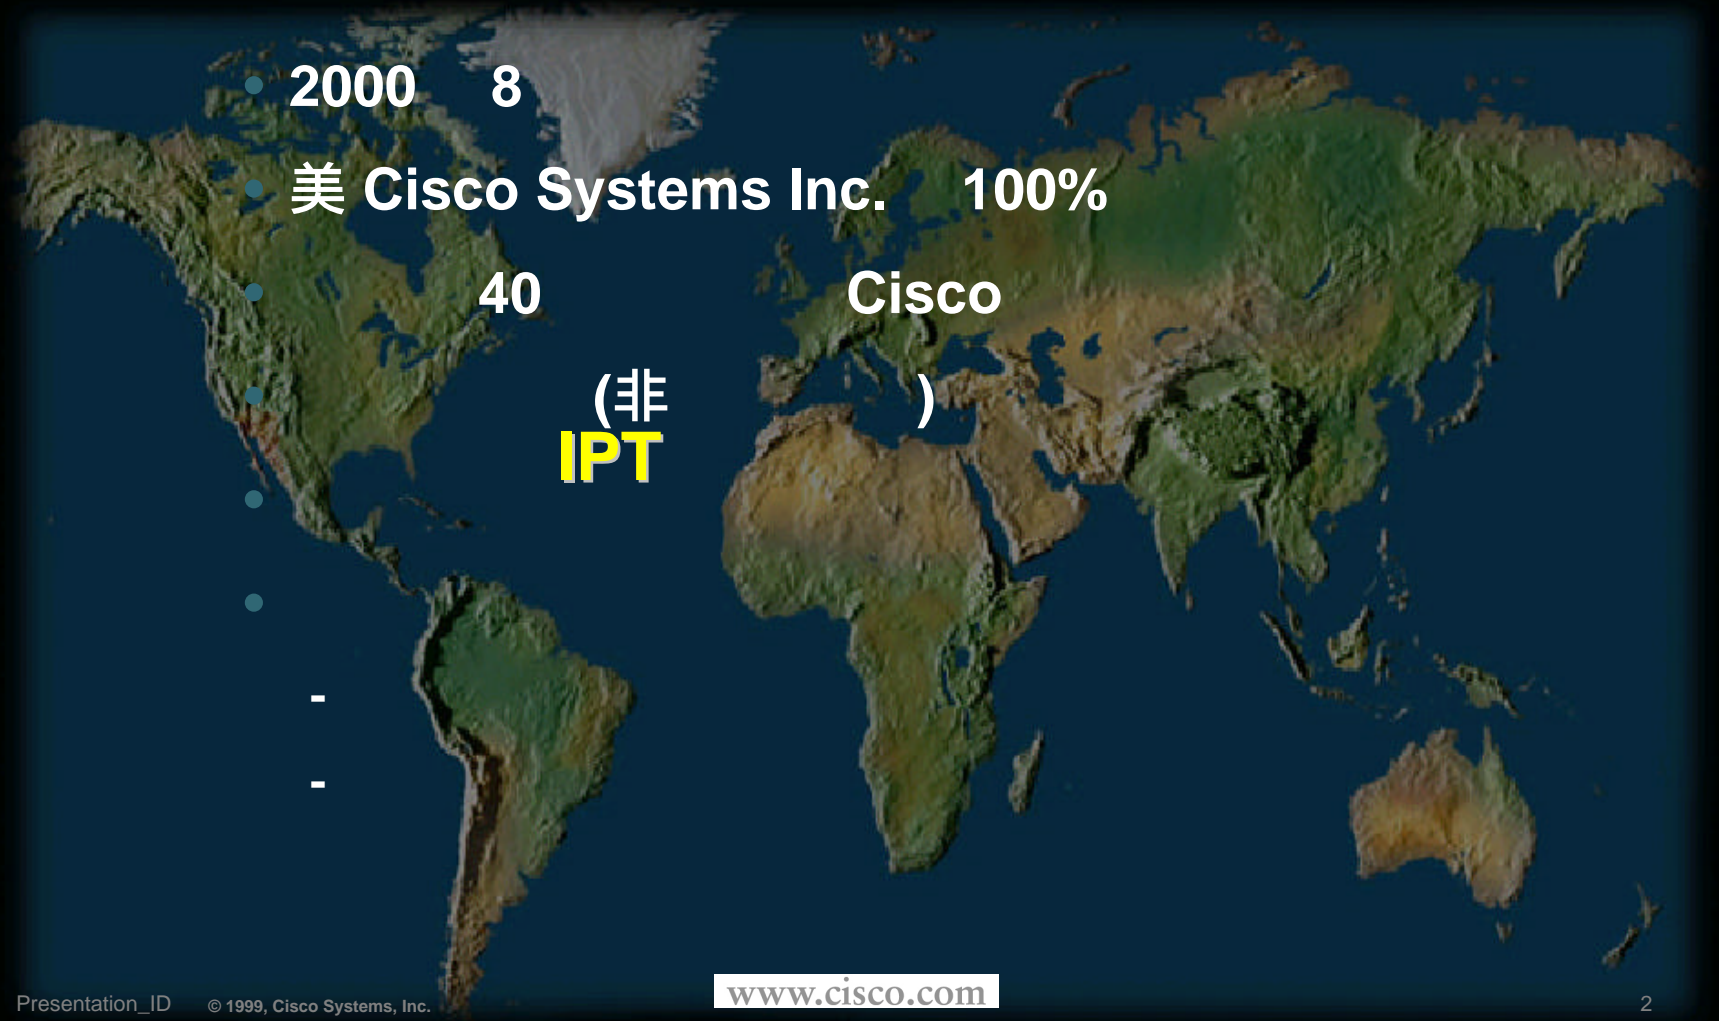 • 2000 8
• 美 Cisco Systems Inc. 100%
• 40 Cisco
• (非 )
IPT
•
•
-
-
Presentation_ID
© 1999, Cisco Systems, Inc.
www.cisco.com
2